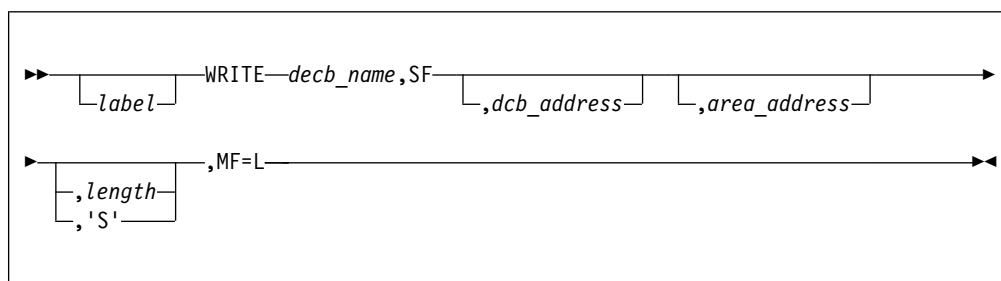 WRITE decb_name,SF
label ,dcb_address ,area_address
,MF=L
,length
,'S'